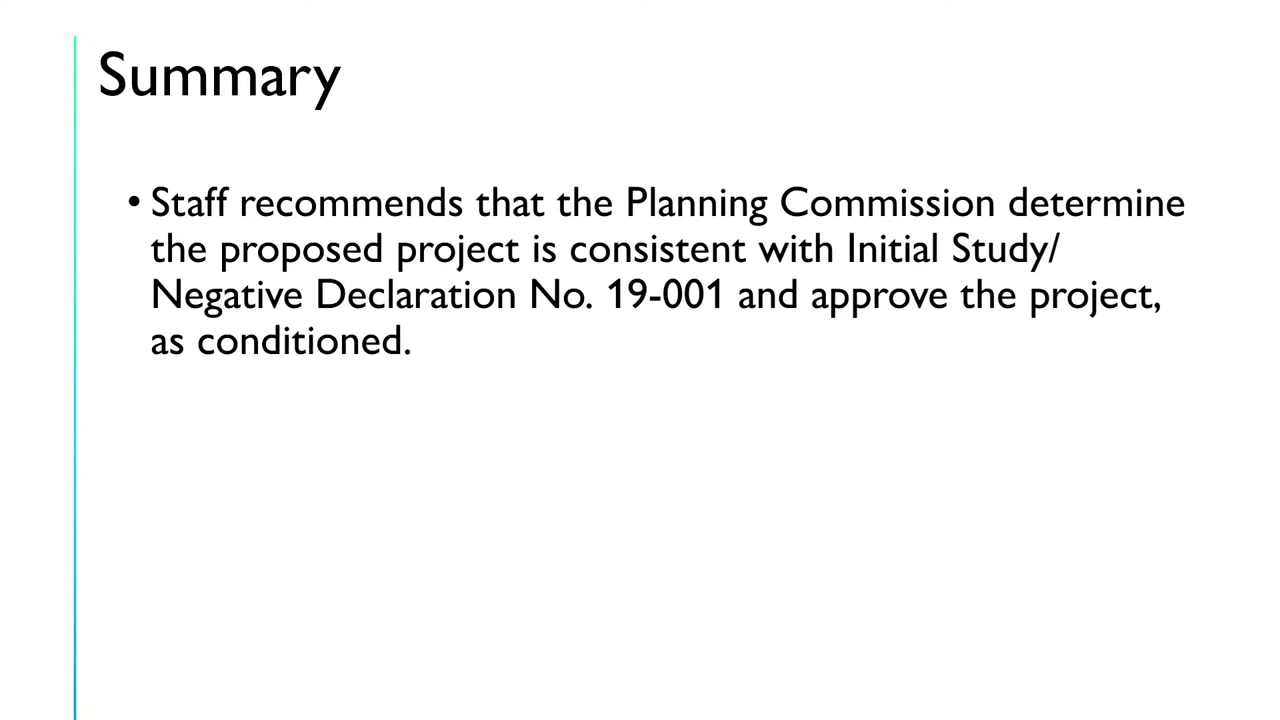 Summary
• Staff recommends that the Planning Commission determine
the proposed project is consistent with Initial Study/
Negative Declaration No. 19-001 and approve the project,
as conditioned.